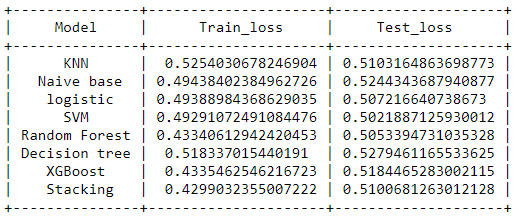 Model | Train_loss | Test_loss
KNN | 0.5254030678246904 | 0.5103164863698773
Naive base | 0.49438402384962726 | 0.5244343687940877
logistic | 0.49389984368629035 | 0.507216640738673
SVM | 0.49291072491084476 | 0.5021887125930012
Random Forest | 0.43340612942420453 | 0.5053394731035328
Decision tree | 0.518337015440191 | 0.5279461165533625
XGBoost | 0.4335462546216723 | 0.5184465283002115
Stacking | 0.4299032355007222 | 0.5100681263012128